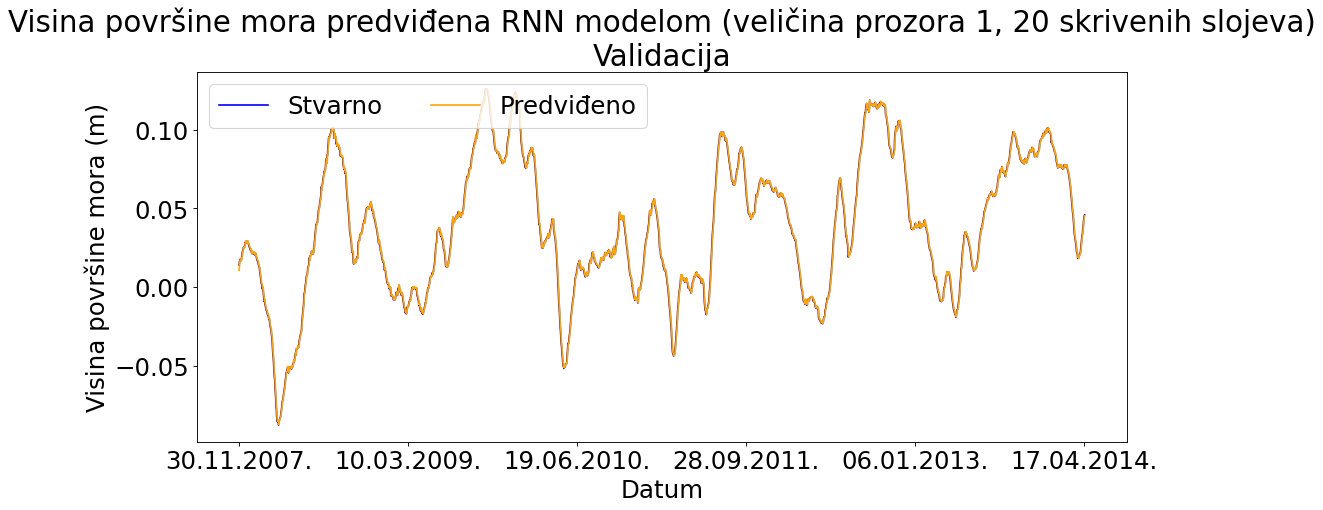 Visina površine mora predviđena RNN modelom (veličina prozora 1, 20 skrivenih slojeva)
Validacija
Stvarno Predviđeno
Visina površine mora (m)
0.10
0.05
0.00
−0.05
30.11.2007. 10.03.2009. 19.06.2010. 28.09.2011. 06.01.2013. 17.04.2014.
Datum